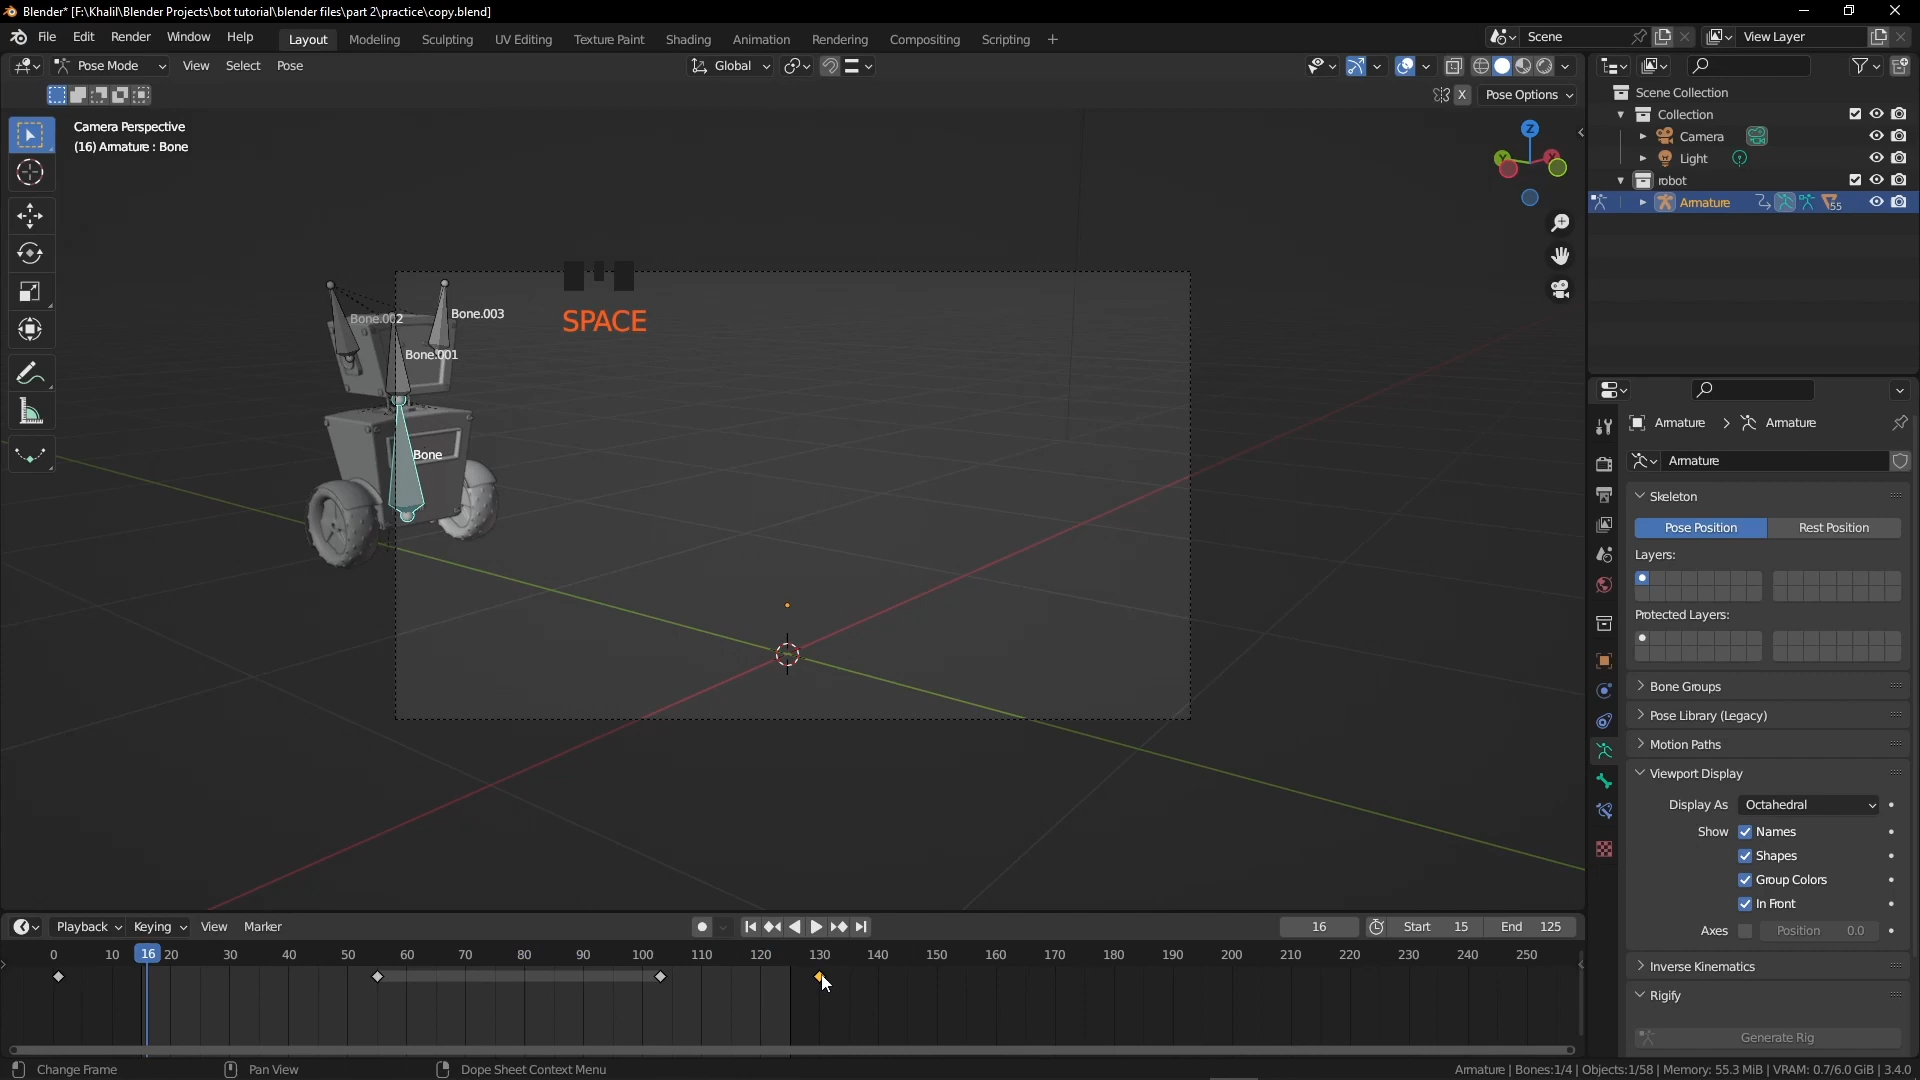 Blender* [F:\Khalil\Blender Projects\bot tutorial\blender files\part 2\practice\copy.blend]
File Edit Render Window Help Layout Modeling Sculpting UV Editing Texture Paint Shading Animation Rendering Compositing Scripting + Scene View Layer
Pose Mode View Select Pose Global
X Pose Options
Camera Perspective
(16) Armature : Bone
Z
Y
Scene Collection
Collection
Camera
Light
robot
Armature 55
SPACE
Bone.002
Bone.003
Bone.001
Bone
Armature > Armature
Armature
Skeleton
Pose Position Rest Position
Layers:
Protected Layers:
Bone Groups
Pose Library (Legacy)
Motion Paths
Viewport Display
Display As Octahedral
Show Names
Shapes
Group Colors
In Front
Axes Position 0.0
Inverse Kinematics
Rigify
Generate Rig
Playback Keying View Marker 16 Start 15 End 125
0 10 16 20 30 40 50 60 70 80 90 100 110 120 130 140 150 160 170 180 190 200 210 220 230 240 250
Change Frame Pan View Dope Sheet Context Menu Armature | Bones:1/4 | Objects:1/58 | Memory: 55.3 MiB | VRAM: 0.7/6.0 GiB | 3.4.0